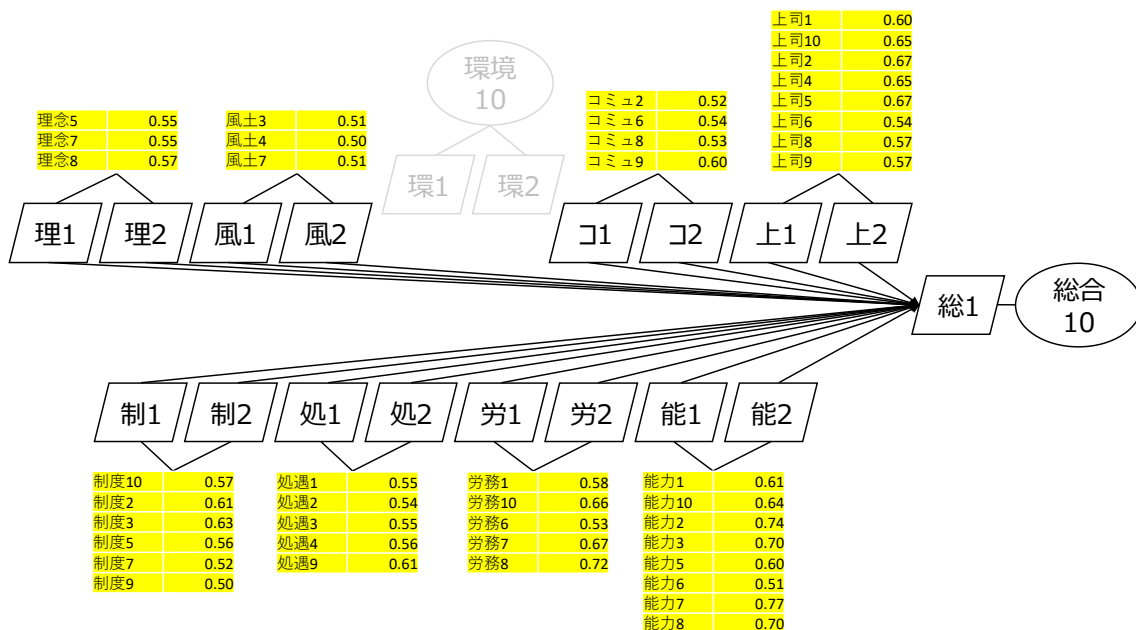 上司1 0.60
上司10 0.65
上司2 0.67
上司4 0.65
上司5 0.67
上司6 0.54
上司8 0.57
上司9 0.57
環境
10
環1
環2
コミュ2 0.52
コミュ6 0.54
コミュ8 0.53
コミュ9 0.60
理念5 0.55
理念7 0.55
理念8 0.57
風土3 0.51
風土4 0.50
風土7 0.51
理1
理2
風1
風2
コ1
コ2
上1
上2
総1
総合
10
制1
制2
処1
処2
労1
労2
能1
能2
制度10 0.57
制度2 0.61
制度3 0.63
制度5 0.56
制度7 0.52
制度9 0.50
処遇1 0.55
処遇2 0.54
処遇3 0.55
処遇4 0.56
処遇9 0.61
労務1 0.58
労務10 0.66
労務6 0.53
労務7 0.67
労務8 0.72
能力1 0.61
能力10 0.64
能力2 0.74
能力3 0.70
能力5 0.60
能力6 0.51
能力7 0.77
能力8 0.70